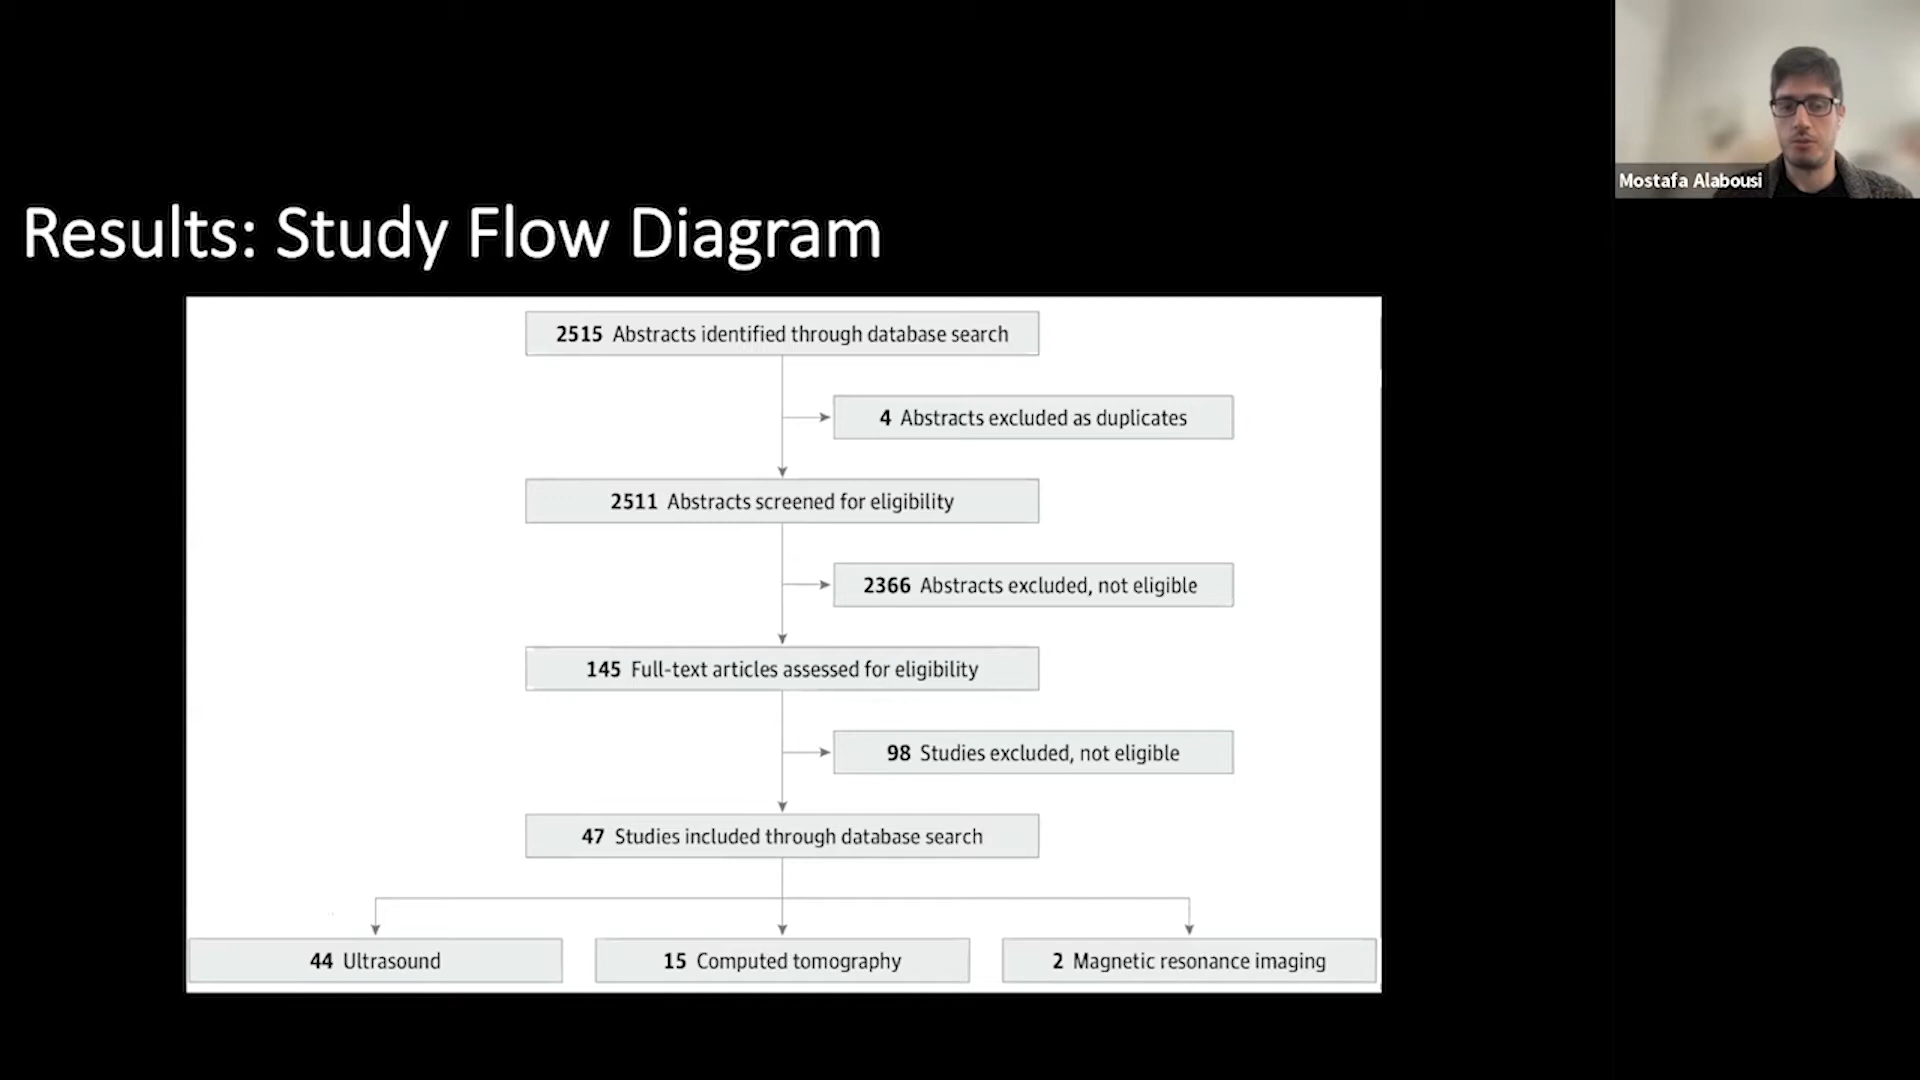 Mostafa Alabousi
Results: Study Flow Diagram
2515 Abstracts identified through database search
4 Abstracts excluded as duplicates
2511 Abstracts screened for eligibility
2366 Abstracts excluded, not eligible
145 Full-text articles assessed for eligibility
98 Studies excluded, not eligible
47 Studies included through database search
44 Ultrasound
15 Computed tomography
2 Magnetic resonance imaging